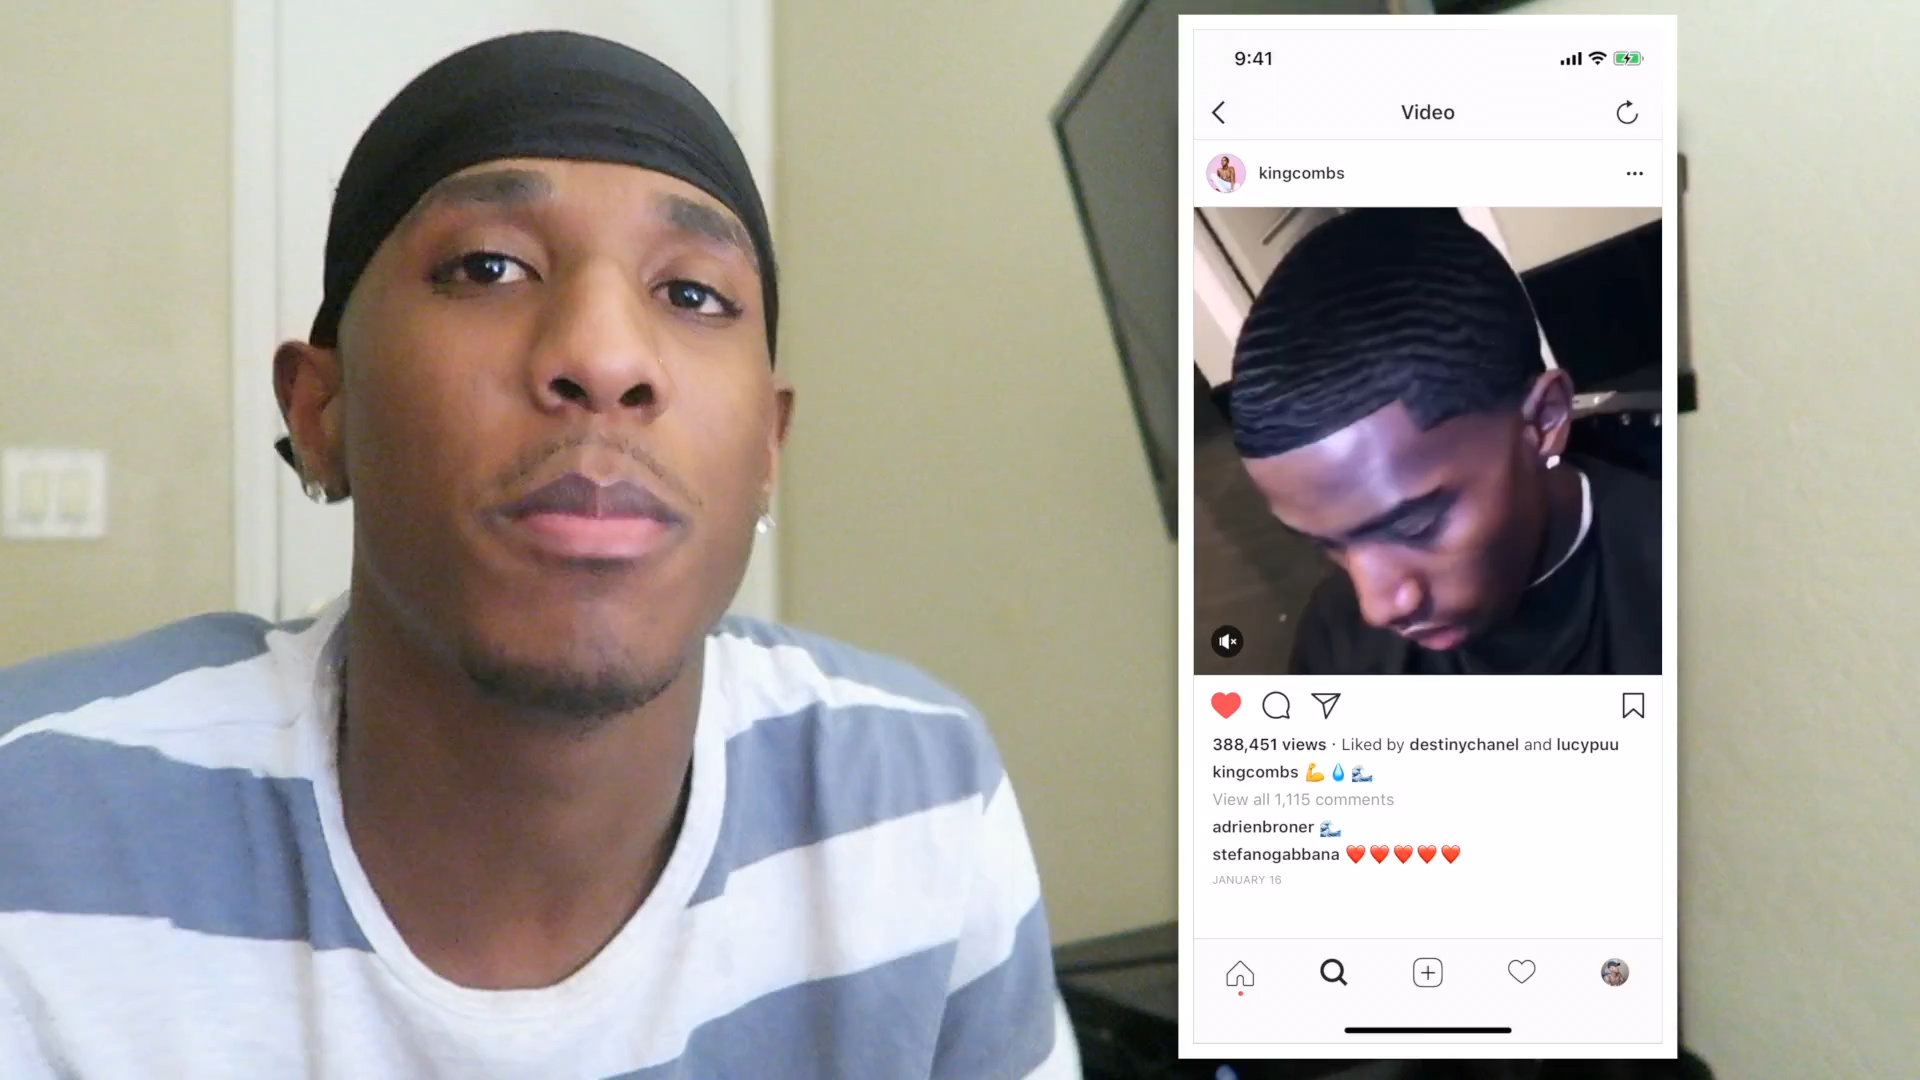 9:41
Video
kingcombs
388,451 views · Liked by destinychanel and lucypuu
kingcombs 💪💧🌊
View all 1,115 comments
adrienbroner 🌊
stefanogabbana ❤️❤️❤️❤️❤️
JANUARY 16